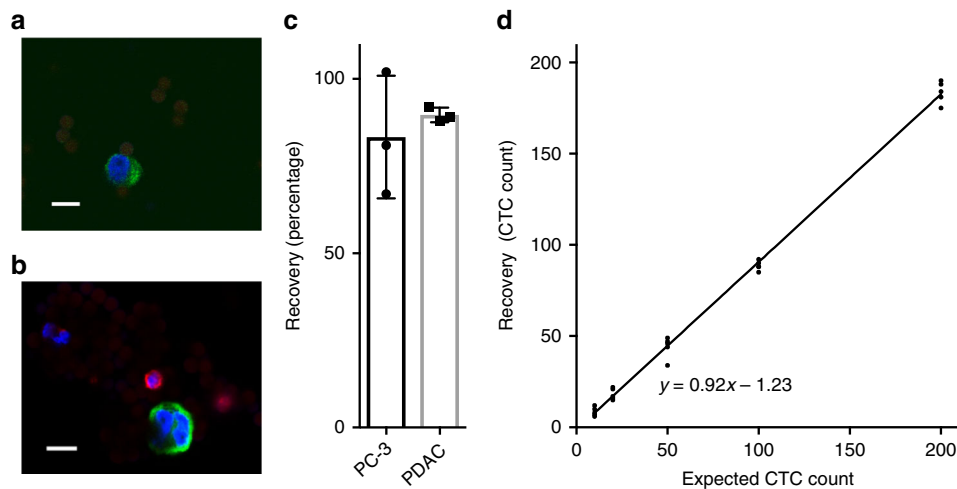 a
b
c
Recovery (percentage)
100
50
0
PC-3
PDAC
d
Recovery (CTC count)
200
150
100
50
0
y = 0.92x – 1.23
0
50
100
150
200
Expected CTC count